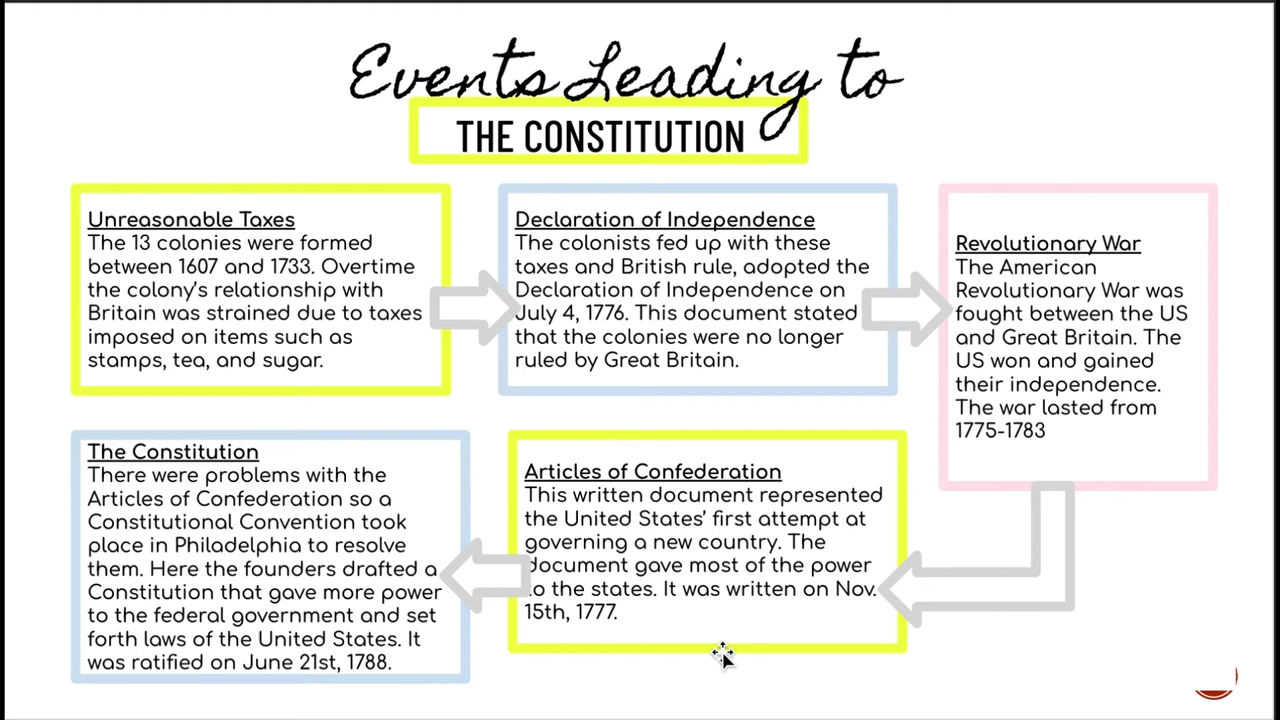 Events Leading to
THE CONSTITUTION
Unreasonable Taxes
The 13 colonies were formed
between 1607 and 1733. Overtime
the colony's relationship with
Britain was strained due to taxes
imposed on items such as
stamps, tea, and sugar.
Declaration of Independence
The colonists fed up with these
taxes and British rule, adopted the
Declaration of Independence on
July 4, 1776. This document stated
that the colonies were no longer
ruled by Great Britain.
Revolutionary War
The American
Revolutionary War was
fought between the US
and Great Britain. The
US won and gained
their independence.
The war lasted from
1775-1783
Articles of Confederation
This written document represented
the United States' first attempt at
governing a new country. The
document gave most of the power
to the states. It was written on Nov.
15th, 1777.
The Constitution
There were problems with the
Articles of Confederation so a
Constitutional Convention took
place in Philadelphia to resolve
them. Here the founders drafted a
Constitution that gave more power
to the federal government and set
forth laws of the United States. It
was ratified on June 21st, 1788.